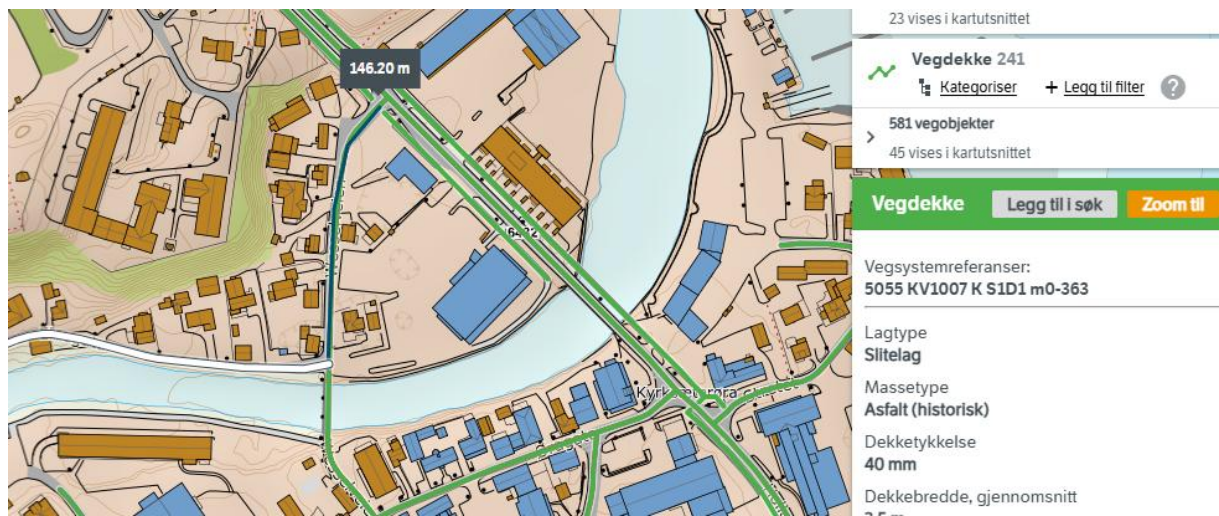 23 vises i kartutsnittet
Vegdekke 241
Kategoriser + Legg til filter ?
581 vegobjekter
45 vises i kartutsnittet
Vegdekke Legg til i søk Zoom til
Vegsystemreferanser:
5055 KV1007 K S1D1 m0-363
Lagtype
Slitelag
Massetype
Asfalt (historisk)
Dekketykkelse
40 mm
Dekkebredde, gjennomsnitt
146.20 m